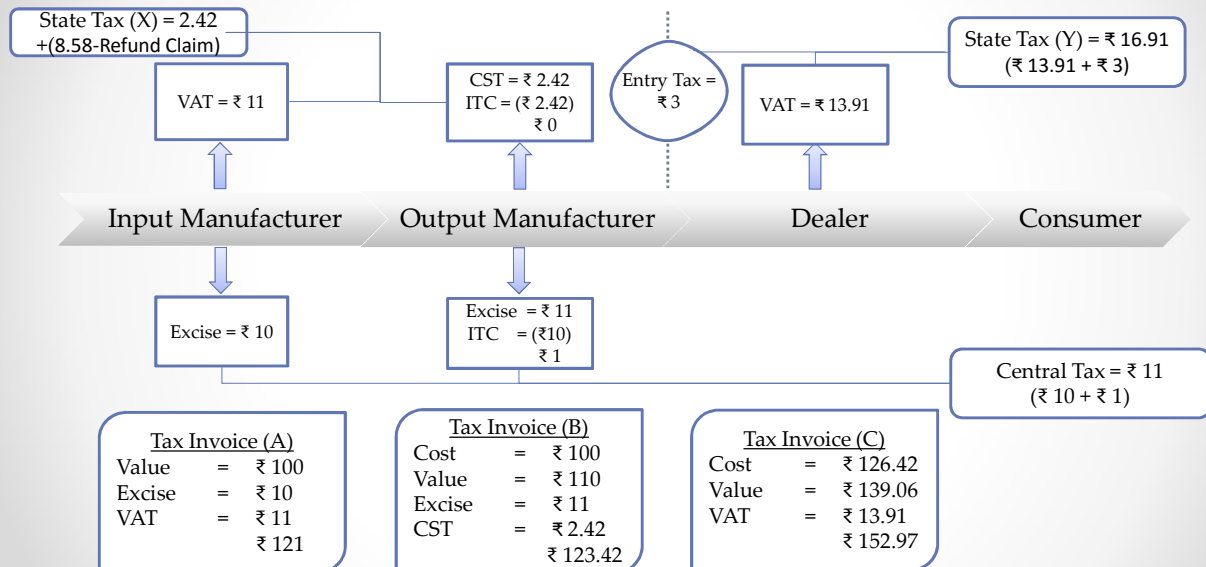 State Tax (X) = 2.42
+(8.58-Refund Claim)
VAT = ₹ 11
CST = ₹ 2.42
ITC = (₹ 2.42)
₹ 0
Entry Tax =
₹ 3
VAT = ₹ 13.91
State Tax (Y) = ₹ 16.91
(₹ 13.91 + ₹ 3)
Input Manufacturer
Output Manufacturer
Dealer
Consumer
Excise = ₹ 10
Excise = ₹ 11
ITC = (₹10)
₹ 1
Central Tax = ₹ 11
(₹ 10 + ₹ 1)
Tax Invoice (A)
Value = ₹ 100
Excise = ₹ 10
VAT = ₹ 11
₹ 121
Tax Invoice (B)
Cost = ₹ 100
Value = ₹ 110
Excise = ₹ 11
CST = ₹ 2.42
₹ 123.42
Tax Invoice (C)
Cost = ₹ 126.42
Value = ₹ 139.06
VAT = ₹ 13.91
₹ 152.97